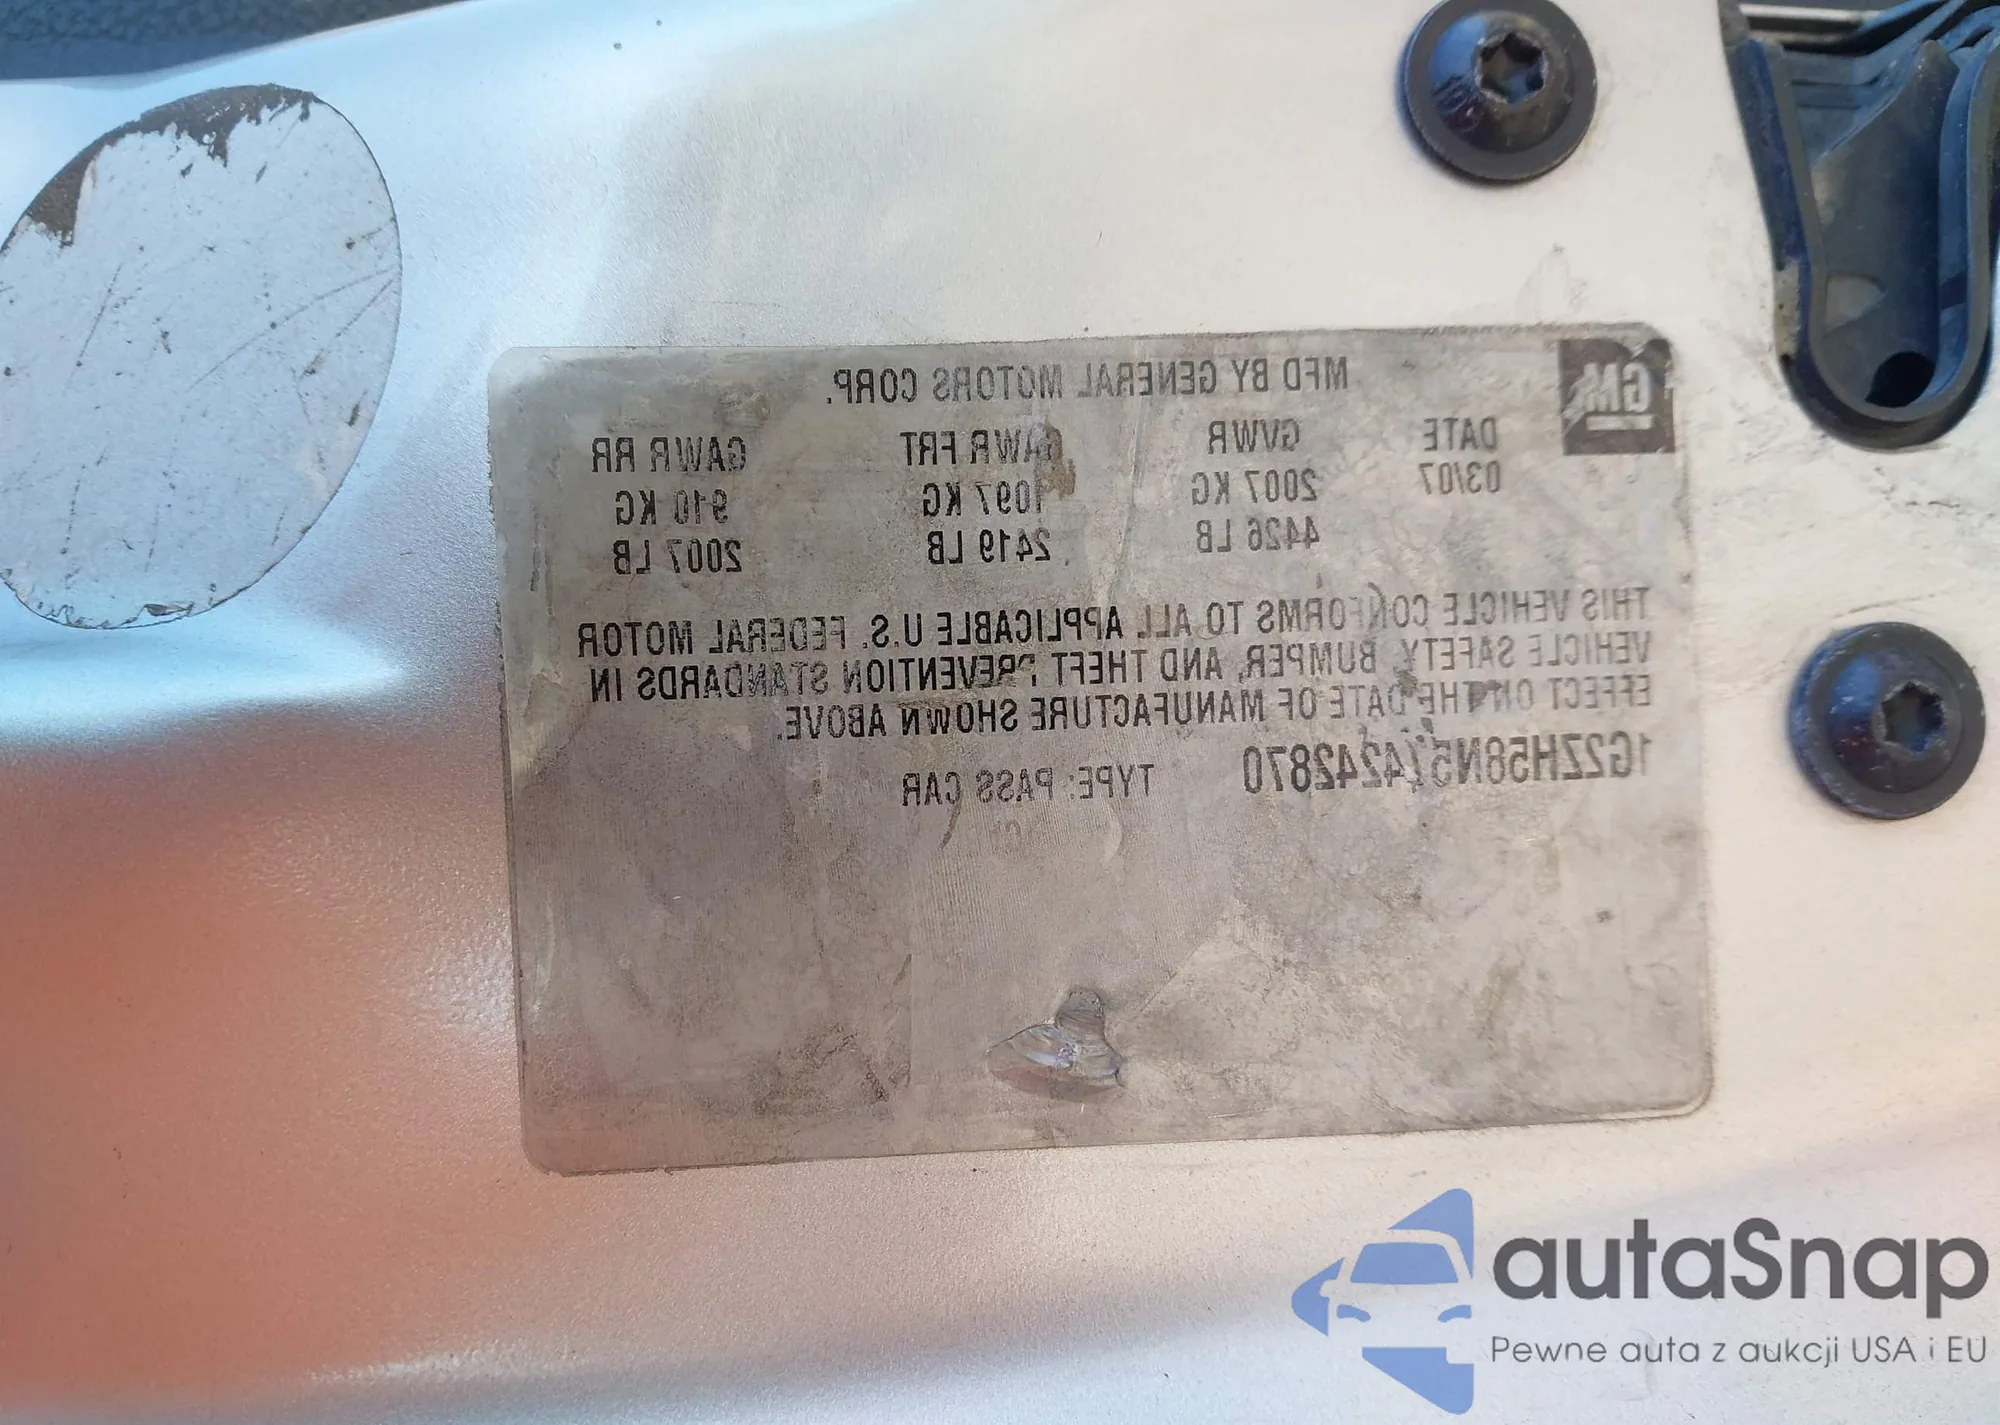 GM
MFD BY GENERAL MOTORS CORP.
DATE GVWR GAWR FRT GAWR RR
03/07 2007 KG 1097 KG 910 KG
4426 LB 2419 LB 2007 LB
THIS VEHICLE CONFORMS TO ALL APPLICABLE U.S. FEDERAL MOTOR
VEHICLE SAFETY, BUMPER, AND THEFT PREVENTION STANDARDS IN
EFFECT ON THE DATE OF MANUFACTURE SHOWN ABOVE.
1G2ZH58N574242870 TYPE: PASS CAR
autaSnap
Pewne auta z aukcji USA i EU